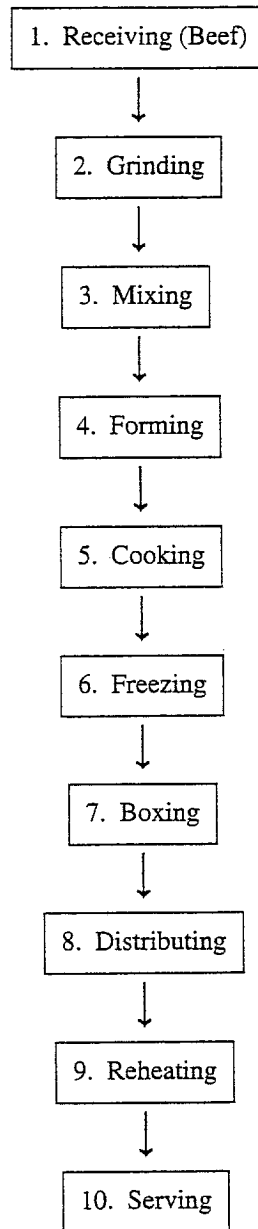 1. Receiving (Beef)
2. Grinding
3. Mixing
4. Forming
5. Cooking
6. Freezing
7. Boxing
8. Distributing
9. Reheating
10. Serving